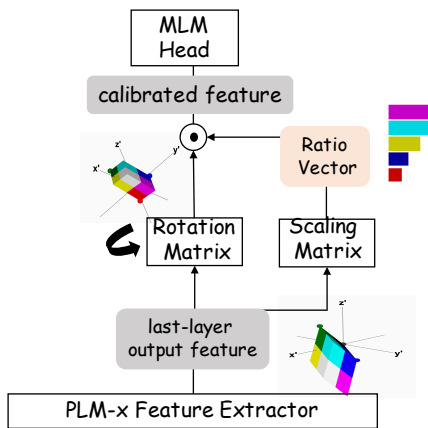 MLM
Head
calibrated feature
z'
y'
x'
Ratio
Vector
Rotation
Matrix
Scaling
Matrix
last-layer
output feature
z'
x'
y'
PLM-x Feature Extractor